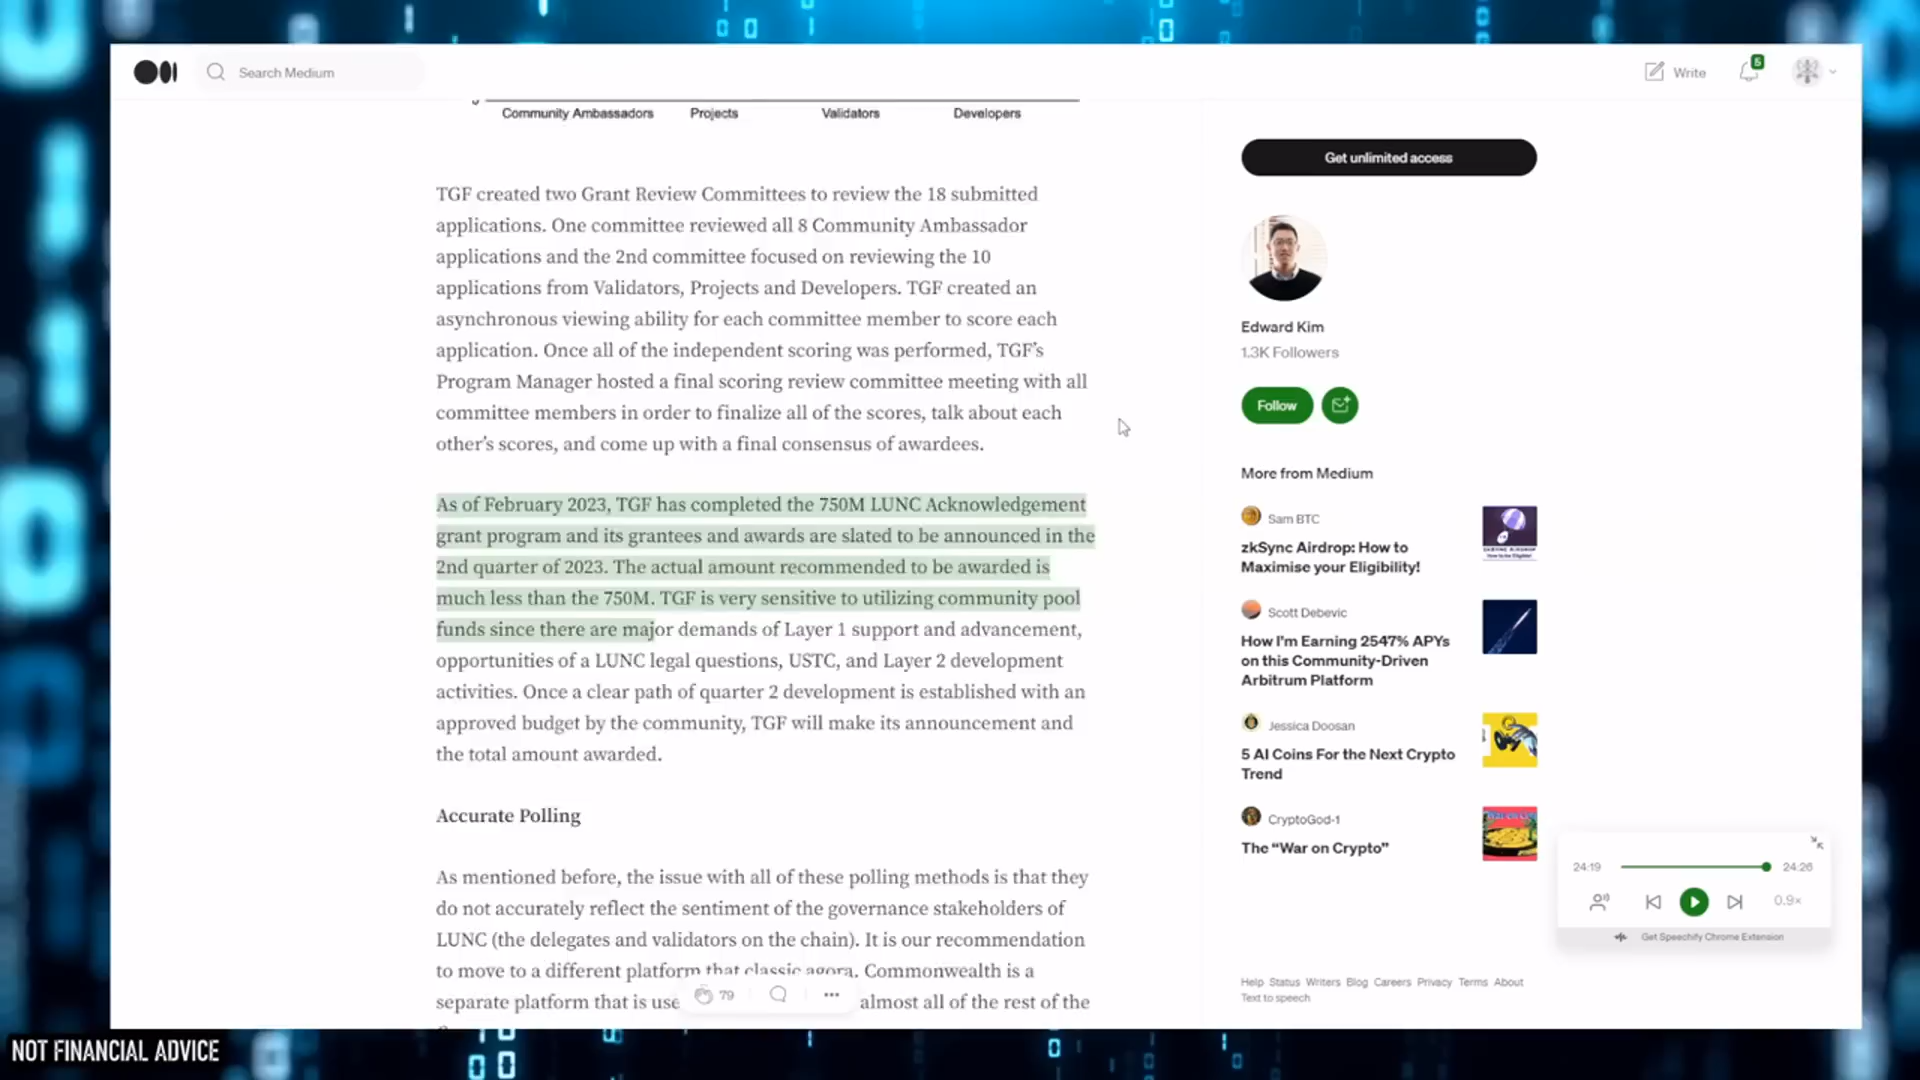 Search Medium
Write
5
Community Ambassadors Projects Validators Developers
TGF created two Grant Review Committees to review the 18 submitted
applications. One committee reviewed all 8 Community Ambassador
applications and the 2nd committee focused on reviewing the 10
applications from Validators, Projects and Developers. TGF created an
asynchronous viewing ability for each committee member to score each
application. Once all of the independent scoring was performed, TGF's
Program Manager hosted a final scoring review committee meeting with all
committee members in order to finalize all of the scores, talk about each
other's scores, and come up with a final consensus of awardees.
As of February 2023, TGF has completed the 750M LUNC Acknowledgement
grant program and its grantees and awards are slated to be announced in the
2nd quarter of 2023. The actual amount recommended to be awarded is
much less than the 750M. TGF is very sensitive to utilizing community pool
funds since there are major demands of Layer 1 support and advancement,
opportunities of a LUNC legal questions, USTC, and Layer 2 development
activities. Once a clear path of quarter 2 development is established with an
approved budget by the community, TGF will make its announcement and
the total amount awarded.
Accurate Polling
As mentioned before, the issue with all of these polling methods is that they
do not accurately reflect the sentiment of the governance stakeholders of
LUNC (the delegates and validators on the chain). It is our recommendation
to move to a different platform that classic agora. Commonwealth is a
separate platform that is use almost all of the rest of the
79
Get unlimited access
Edward Kim
1.3K Followers
Follow
More from Medium
Sam BTC
zkSync Airdrop: How to
Maximise your Eligibility!
Scott Debevic
How I'm Earning 2547% APYs
on this Community-Driven
Arbitrum Platform
Jessica Doosan
5 AI Coins For the Next Crypto
Trend
CryptoGod-1
The “War on Crypto”
24:19 24:26
0.9×
Get Speechify Chrome Extension
Help Status Writers Blog Careers Privacy Terms About
Text to speech
NOT FINANCIAL ADVICE